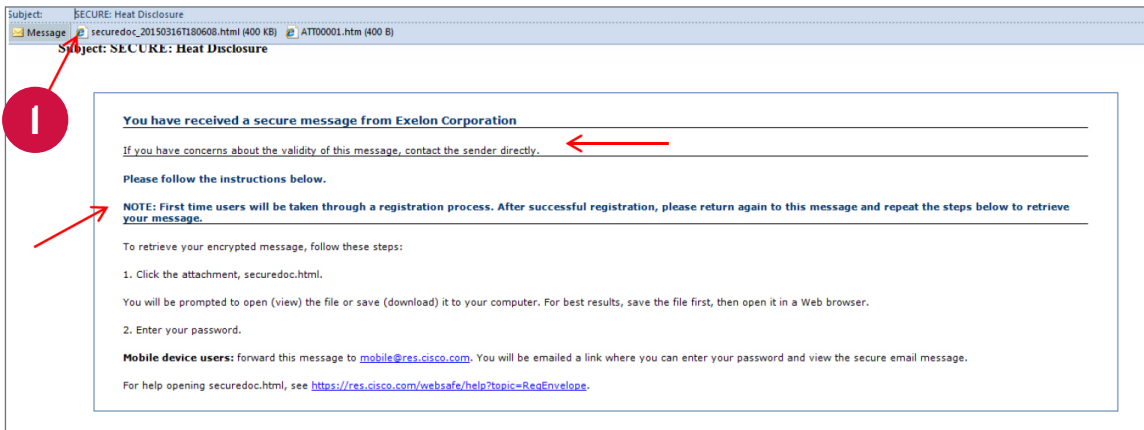 Subject: SECURE: Heat Disclosure
Message securedoc_20150316T180608.html (400 KB) ATT00001.htm (400 B)
Subject: SECURE: Heat Disclosure
1
You have received a secure message from Exelon Corporation
If you have concerns about the validity of this message, contact the sender directly.
Please follow the instructions below.
NOTE: First time users will be taken through a registration process. After successful registration, please return again to this message and repeat the steps below to retrieve
your message.
To retrieve your encrypted message, follow these steps:
1. Click the attachment, securedoc.html.
You will be prompted to open (view) the file or save (download) it to your computer. For best results, save the file first, then open it in a Web browser.
2. Enter your password.
Mobile device users: forward this message to mobile@res.cisco.com. You will be emailed a link where you can enter your password and view the secure email message.
For help opening securedoc.html, see https://res.cisco.com/websafe/help?topic=RegEnvelope.